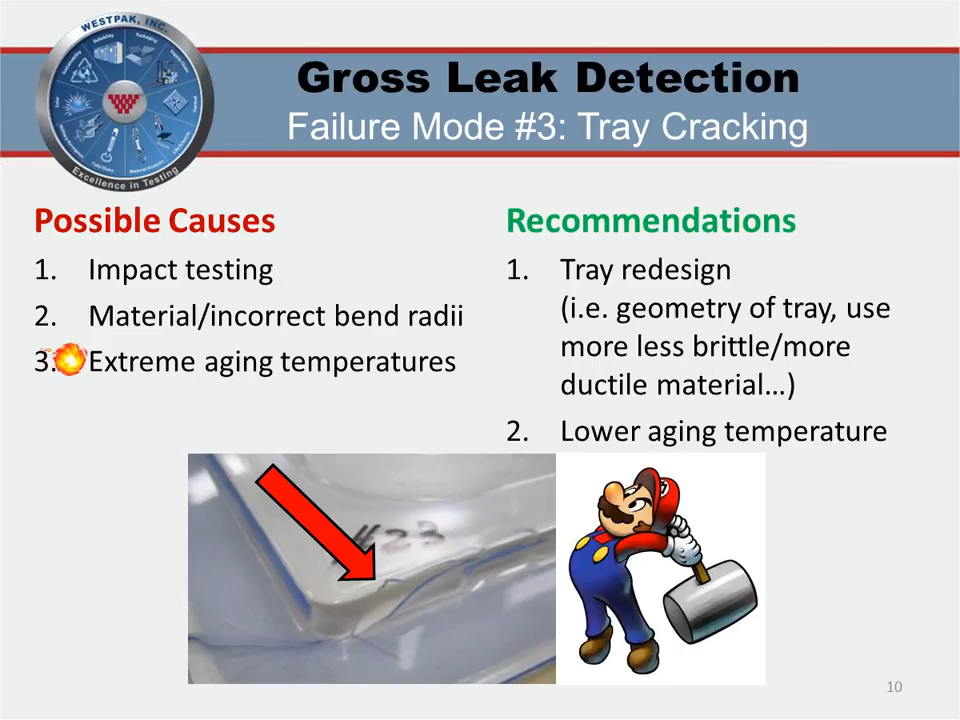 WESTPAK, INC.
Excellence in Testing
Gross Leak Detection
Failure Mode #3: Tray Cracking
Possible Causes
1. Impact testing
2. Material/incorrect bend radii
3. Extreme aging temperatures
Recommendations
1. Tray redesign
(i.e. geometry of tray, use
more less brittle/more
ductile material…)
2. Lower aging temperature
#23
10